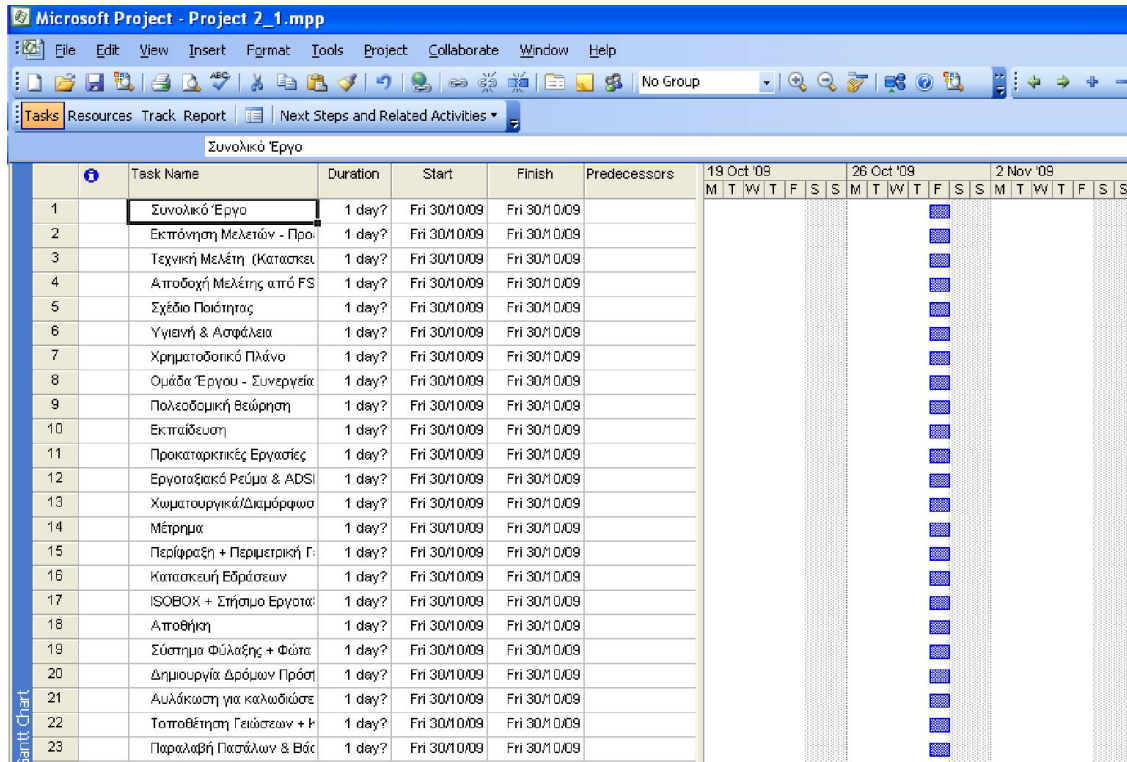 Microsoft Project - Project 2_1.mpp
File Edit View Insert Format Tools Project Collaborate Window Help
No Group
Tasks Resources Track Report Next Steps and Related Activities
Συνολικό Έργο
Task Name Duration Start Finish Predecessors 19 Oct '09 26 Oct '09 2 Nov '09
M T W T F S S M T W T F S S M T W T F S S
1 Συνολικό Έργο 1 day? Fri 30/10/09 Fri 30/10/09
2 Εκπόνηση Μελετών - Προ 1 day? Fri 30/10/09 Fri 30/10/09
3 Τεχνική Μελέτη (Κατασκευ 1 day? Fri 30/10/09 Fri 30/10/09
4 Αποδοχή Μελέτης από FS 1 day? Fri 30/10/09 Fri 30/10/09
5 Σχέδιο Ποιότητας 1 day? Fri 30/10/09 Fri 30/10/09
6 Υγιεινή & Ασφάλεια 1 day? Fri 30/10/09 Fri 30/10/09
7 Χρηματοδοτικό Πλάνο 1 day? Fri 30/10/09 Fri 30/10/09
8 Ομάδα Έργου - Συνεργεία 1 day? Fri 30/10/09 Fri 30/10/09
9 Πολεοδομική θεώρηση 1 day? Fri 30/10/09 Fri 30/10/09
10 Εκπαίδευση 1 day? Fri 30/10/09 Fri 30/10/09
11 Προκαταρκτικές Εργασίες 1 day? Fri 30/10/09 Fri 30/10/09
12 Εργοταξιακό Ρεύμα & ADSI 1 day? Fri 30/10/09 Fri 30/10/09
13 Χωματουργικά/Διαμόρφωσ 1 day? Fri 30/10/09 Fri 30/10/09
14 Μέτρημα 1 day? Fri 30/10/09 Fri 30/10/09
15 Περίφραξη + Περιμετρική Γ 1 day? Fri 30/10/09 Fri 30/10/09
16 Κατασκευή Εδράσεων 1 day? Fri 30/10/09 Fri 30/10/09
17 ISOBOX + Στήσιμο Εργοτα 1 day? Fri 30/10/09 Fri 30/10/09
18 Αποθήκη 1 day? Fri 30/10/09 Fri 30/10/09
19 Σύστημα Φύλαξης + Φώτα 1 day? Fri 30/10/09 Fri 30/10/09
20 Δημιουργία Δρόμων Πρόσ 1 day? Fri 30/10/09 Fri 30/10/09
21 Αυλάκωση για καλωδιώσε 1 day? Fri 30/10/09 Fri 30/10/09
22 Τοποθέτηση Γειώσεων + 1 day? Fri 30/10/09 Fri 30/10/09
23 Παραλαβή Πασάλων & Βάσ 1 day? Fri 30/10/09 Fri 30/10/09
Gantt Chart